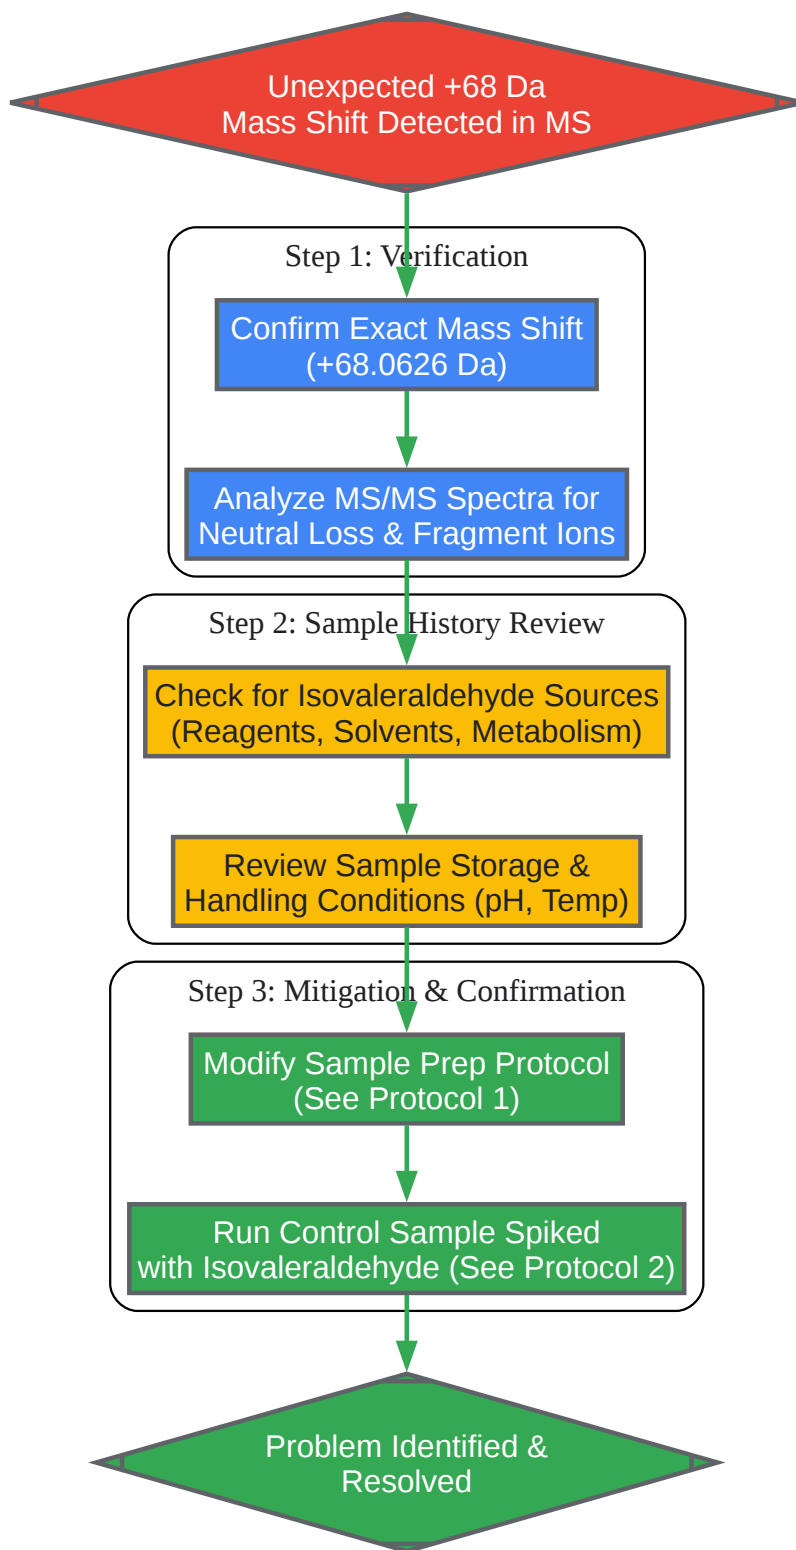 Unexpected +68 Da
Mass Shift Detected in MS
Step 1: Verification
Confirm Exact Mass Shift
(+68.0626 Da)
Analyze MS/MS Spectra for
Neutral Loss & Fragment Ions
Step 2: Sample History Review
Check for Isovaleraldehyde Sources
(Reagents, Solvents, Metabolism)
Review Sample Storage &
Handling Conditions (pH, Temp)
Step 3: Mitigation & Confirmation
Modify Sample Prep Protocol
(See Protocol 1)
Run Control Sample Spiked
with Isovaleraldehyde (See Protocol 2)
Problem Identified &
Resolved